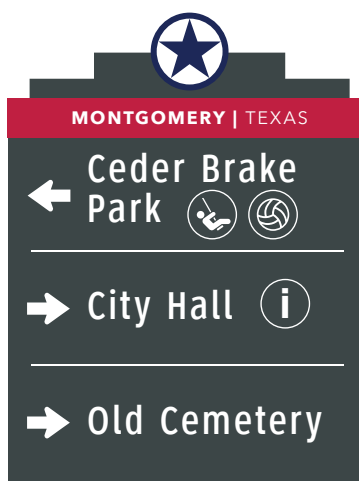 MONTGOMERY | TEXAS
Ceder Brake
Park
City Hall i
Old Cemetery